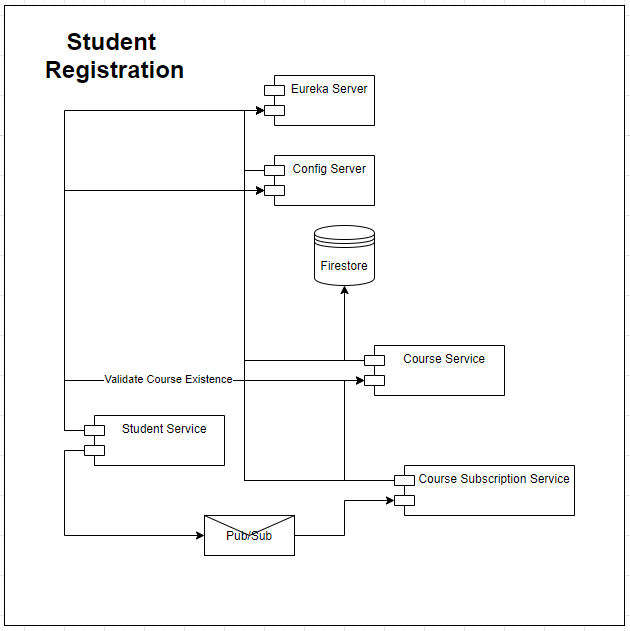 Student
Registration
Eureka Server
Config Server
Firestore
Course Service
Validate Course Existence
Student Service
Course Subscription Service
Pub/Sub